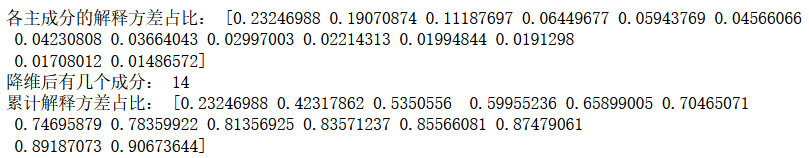 各主成分的解释方差占比： [0.23246988 0.19070874 0.11187697 0.06449677 0.05943769 0.04566066
0.04230808 0.03664043 0.02997003 0.02214313 0.01994844 0.0191298
0.01708012 0.01486572]
降维后有几个成分： 14
累计解释方差占比： [0.23246988 0.42317862 0.5350556  0.59955236 0.65899005 0.70465071
0.74695879 0.78359922 0.81356925 0.83571237 0.85566081 0.87479061
0.89187073 0.90673644]